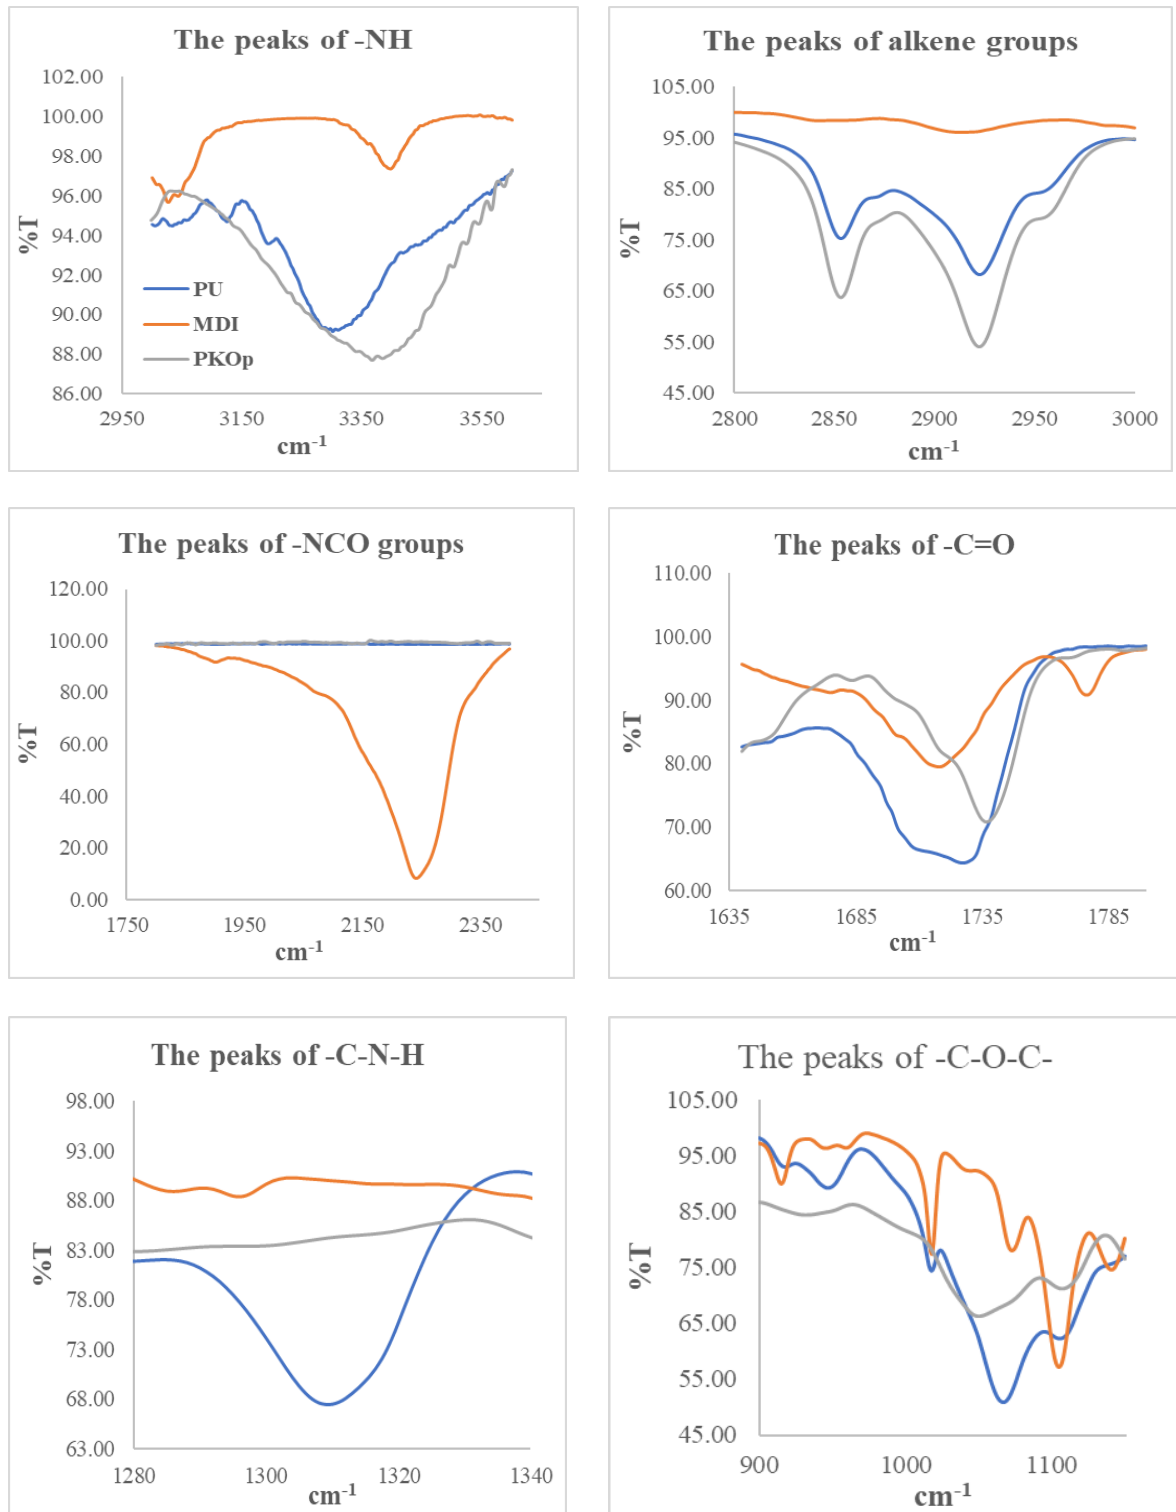 The peaks of -NH
102.00
100.00
98.00
96.00
94.00
92.00
90.00
88.00
86.00
%T
PU
MDI
PKOp
2950 3150 3350 3550
cm-1
The peaks of alkene groups
105.00
95.00
85.00
75.00
65.00
55.00
45.00
%T
2800 2850 2900 2950 3000
cm-1
The peaks of -NCO groups
120.00
100.00
80.00
60.00
40.00
20.00
0.00
%T
1750 1950 2150 2350
cm-1
The peaks of -C=O
110.00
100.00
90.00
80.00
70.00
60.00
%T
1635 1685 1735 1785
cm-1
The peaks of -C-N-H
98.00
93.00
88.00
83.00
78.00
73.00
68.00
63.00
%T
1280 1300 1320 1340
cm-1
The peaks of -C-O-C-
105.00
95.00
85.00
75.00
65.00
55.00
45.00
%T
900 1000 1100
cm-1